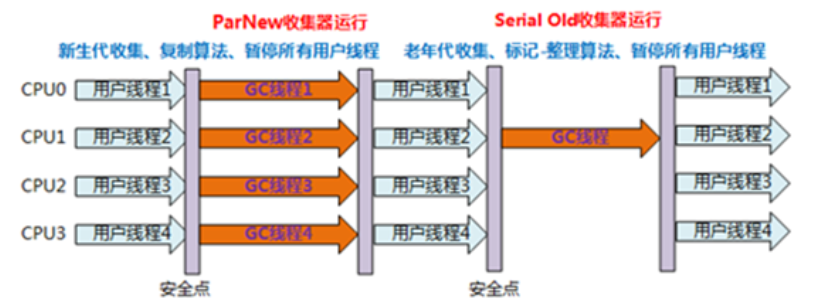 ParNew收集器运行
Serial Old收集器运行
新生代收集、复制算法、暂停所有用户线程
老年代收集、标记-整理算法、暂停所有用户线程
CPU0 用户线程1 GC线程1 用户线程1 用户线程1
CPU1 用户线程2 GC线程2 用户线程2 GC线程 用户线程2
CPU2 用户线程3 GC线程3 用户线程3 用户线程3
CPU3 用户线程4 GC线程4 用户线程4 用户线程4
安全点 安全点